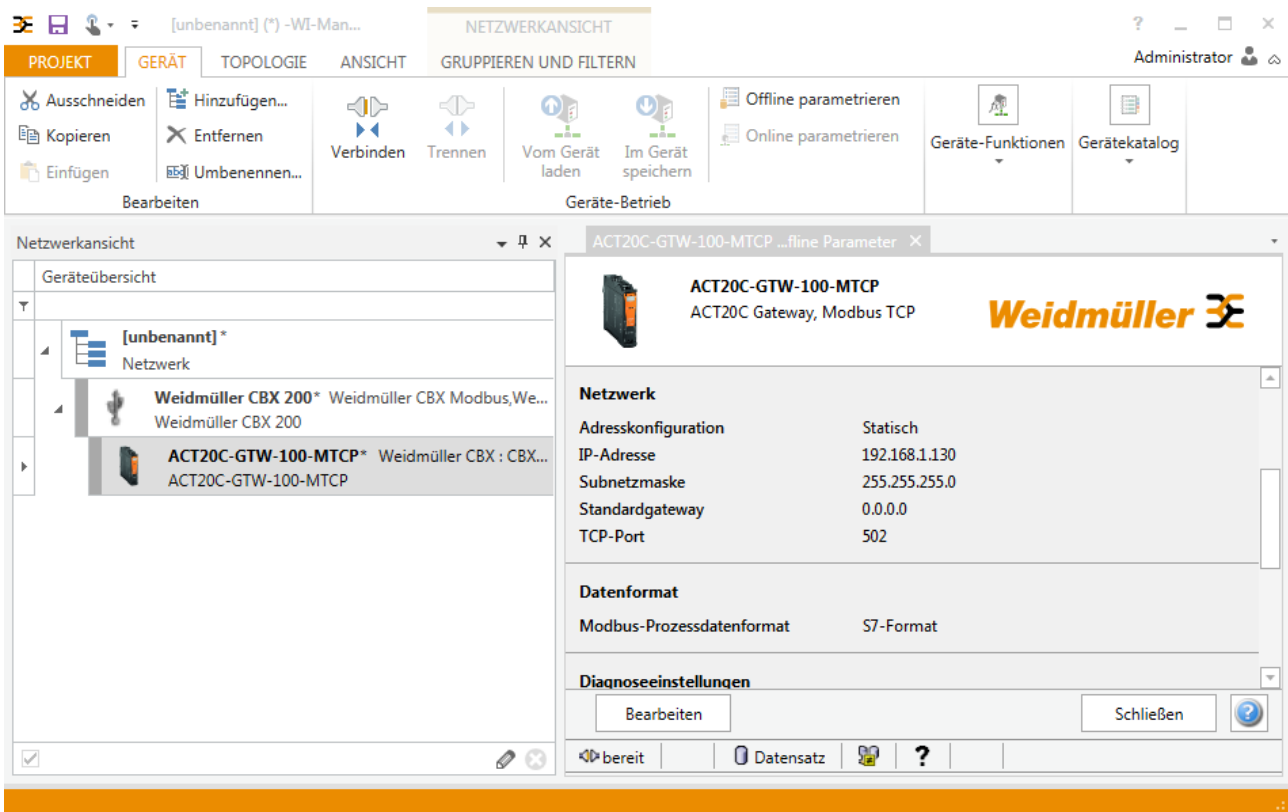 [unbenannt] (*) -WI-Man...
NETZWERKANSICHT
?
PROJEKT GERÄT TOPOLOGIE ANSICHT GRUPPIEREN UND FILTERN
Administrator
Ausschneiden
Kopieren
Einfügen
Hinzufügen...
Entfernen
Umbenennen...
Bearbeiten
Verbinden
Trennen
Vom Gerät
laden
Im Gerät
speichern
Offline parametrieren
Online parametrieren
Geräte-Betrieb
Geräte-Funktionen
Gerätekatalog
Netzwerkansicht
Geräteübersicht
[unbenannt] *
Netzwerk
Weidmüller CBX 200* Weidmüller CBX Modbus,We...
Weidmüller CBX 200
ACT20C-GTW-100-MTCP* Weidmüller CBX : CBX...
ACT20C-GTW-100-MTCP
ACT20C-GTW-100-MTCP ...fline Parameter
ACT20C-GTW-100-MTCP
ACT20C Gateway, Modbus TCP
Weidmüller
Netzwerk
Adresskonfiguration Statisch
IP-Adresse 192.168.1.130
Subnetzmaske 255.255.255.0
Standardgateway 0.0.0.0
TCP-Port 502
Datenformat
Modbus-Prozessdatenformat S7-Format
Diagnoseeinstellungen
Bearbeiten
Schließen
?
bereit
Datensatz
?